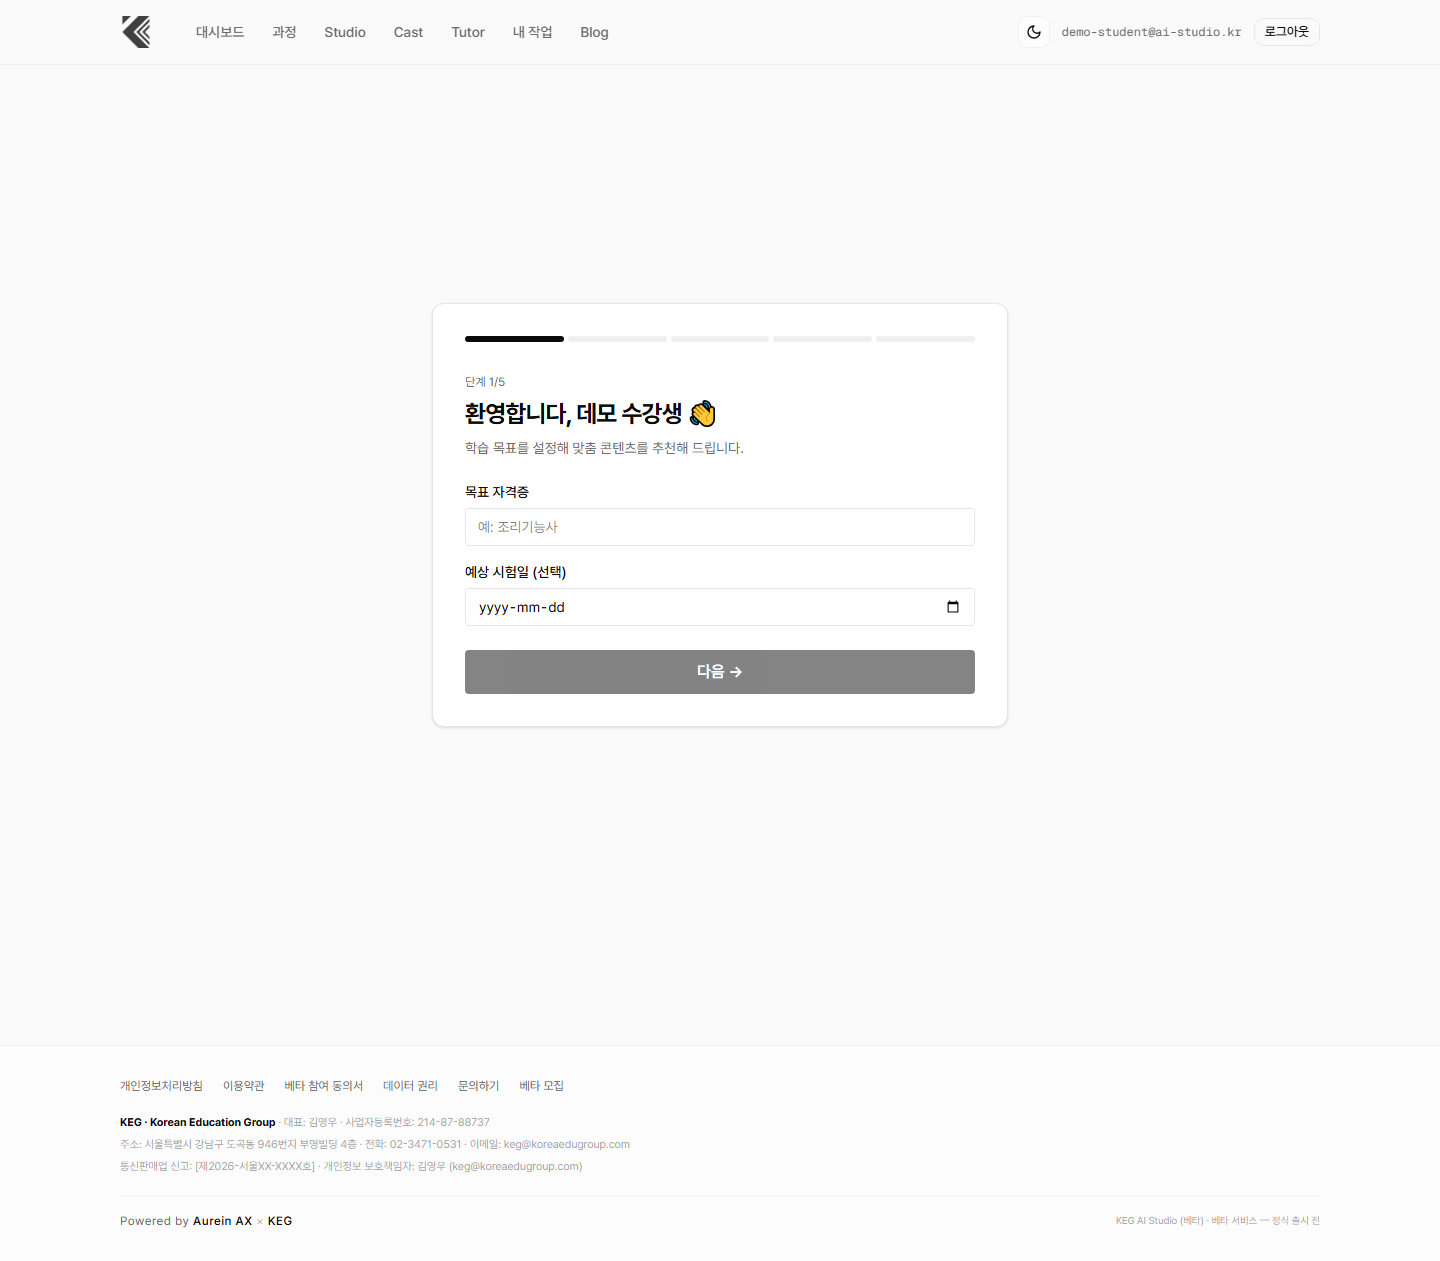 대시보드 과정 Studio Cast Tutor 내 작업 Blog demo-student@ai-studio.kr 로그아웃
단계 1/5
환영합니다, 데모 수강생 👋
학습 목표를 설정해 맞춤 콘텐츠를 추천해 드립니다.
목표 자격증
예: 조리기능사
예상 시험일 (선택)
yyyy-mm-dd
다음 →
개인정보처리방침 이용약관 베타 참여 동의서 데이터 권리 문의하기 베타 모집
KEG · Korean Education Group · 대표: 김영우 · 사업자등록번호: 214-87-88737
주소: 서울특별시 강남구 도곡동 946번지 부영빌딩 4층 · 전화: 02-3471-0531 · 이메일: keg@koreaedugroup.com
통신판매업 신고: [제2026-서울XX-XXXX호] · 개인정보 보호책임자: 김영우 (keg@koreaedugroup.com)
Powered by Aurein AX × KEG
KEG AI Studio (베타) · 베타 서비스 — 정식 출시 전